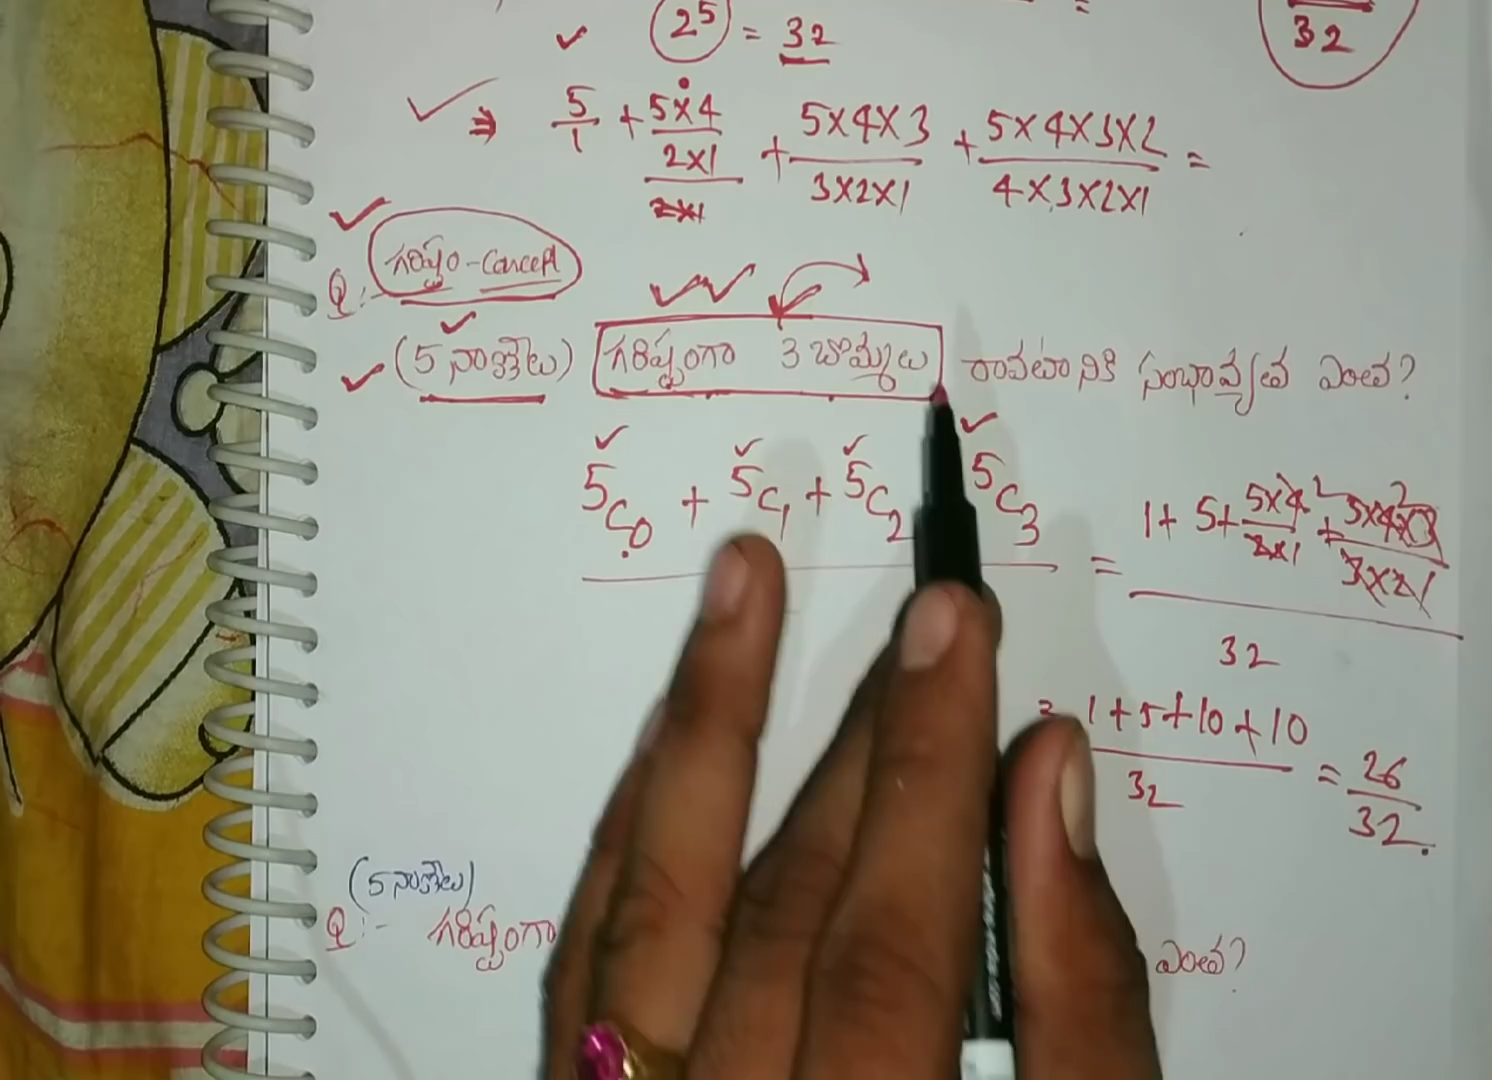 2⁵ = 32
32
⇒ 5/1 + 5×4/2×1 + 5×4×3/3×2×1 + 5×4×3×2/4×3×2×1 =
Q:- గరిష్టం - Concept
(5 నాణేలు) గరిష్టంగా 3 బొమ్మలు రావటానికి సంభావ్యత ఎంత?
5C0 + 5C1 + 5C2 5C3 = 1 + 5 + 5×4/2×1 + 5×4×3/3×2×1
32
= 1+5+10+10/32 = 26/32.
(5 నాణేలు)
Q:- గరిష్టంగా ఎంత?